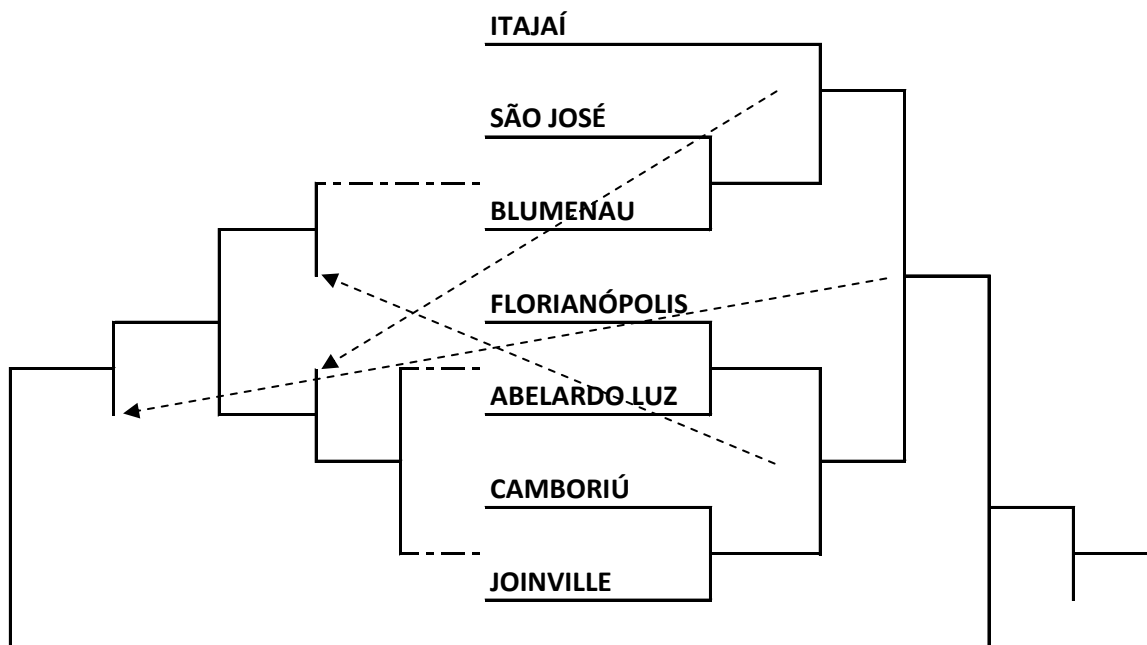 ITAJAÍ
SÃO JOSÉ
BLUMENAU
FLORIANÓPOLIS
ABELARDO LUZ
CAMBORIÚ
JOINVILLE